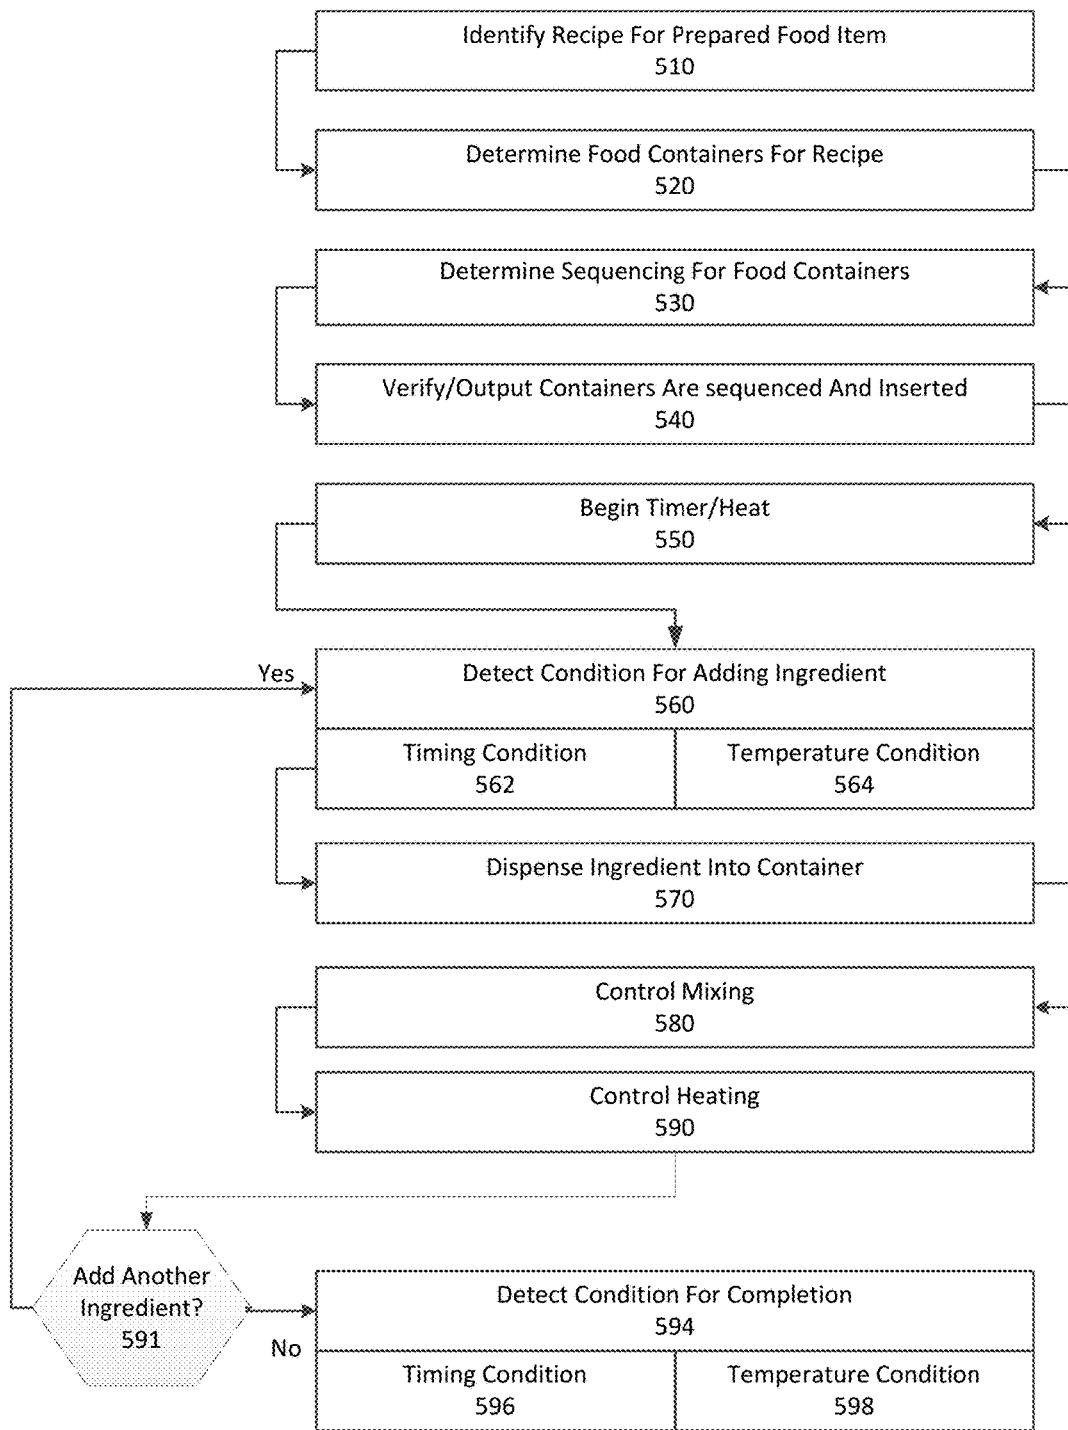 Identify Recipe For Prepared Food Item
510
Determine Food Containers For Recipe
520
Determine Sequencing For Food Containers
530
Verify/Output Containers Are sequenced And Inserted
540
Begin Timer/Heat
550
Yes
Detect Condition For Adding Ingredient
560
Timing Condition
562
Temperature Condition
564
Dispense Ingredient Into Container
570
Control Mixing
580
Control Heating
590
Add Another
Ingredient?
591
No
Detect Condition For Completion
594
Timing Condition
596
Temperature Condition
598